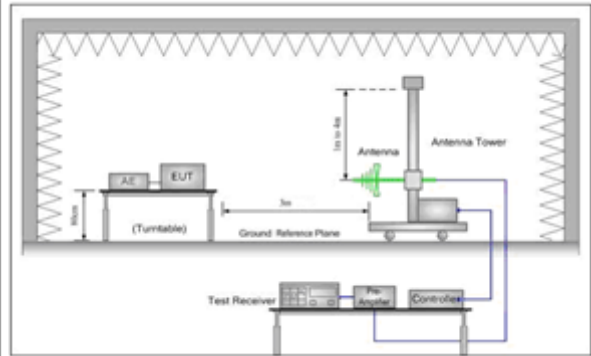 1m to 4m
Antenna Tower
Antenna
AE
EUT
80cm
3m
(Turntable)
Ground Reference Plane
Test Receiver
Pre-
Amplifier
Controller